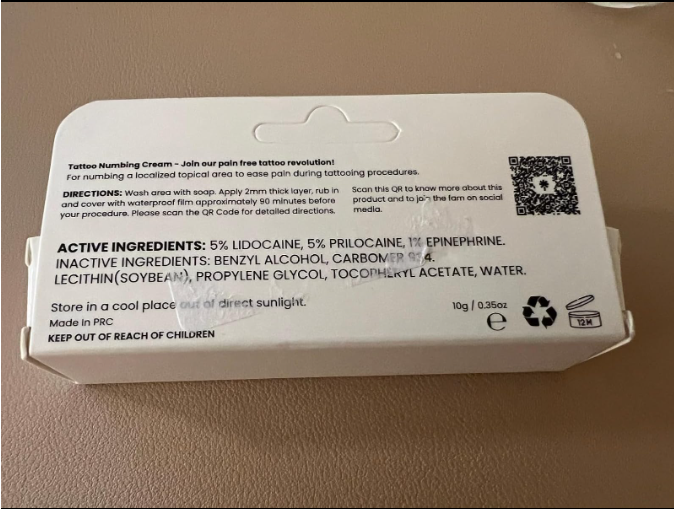 Tattoo Numbing Cream - Join our pain free tattoo revolution!
For numbing a localized topical area to ease pain during tattooing procedures.
DIRECTIONS: Wash area with soap. Apply 2mm thick layer, rub in
and cover with waterproof film approximately 90 minutes before
your procedure. Please scan the QR Code for detailed directions.
Scan this QR to know more about this
product and to join the fam on social
media.
ACTIVE INGREDIENTS: 5% LIDOCAINE, 5% PRILOCAINE, 1% EPINEPHRINE.
INACTIVE INGREDIENTS: BENZYL ALCOHOL, CARBOMER
LECITHIN(SOYBEAN), PROPYLENE GLYCOL, TOCOPHERYL ACETATE, WATER.
Store in a cool place out of direct sunlight.
Made in PRC
KEEP OUT OF REACH OF CHILDREN
10g / 0.35oz
e
12M